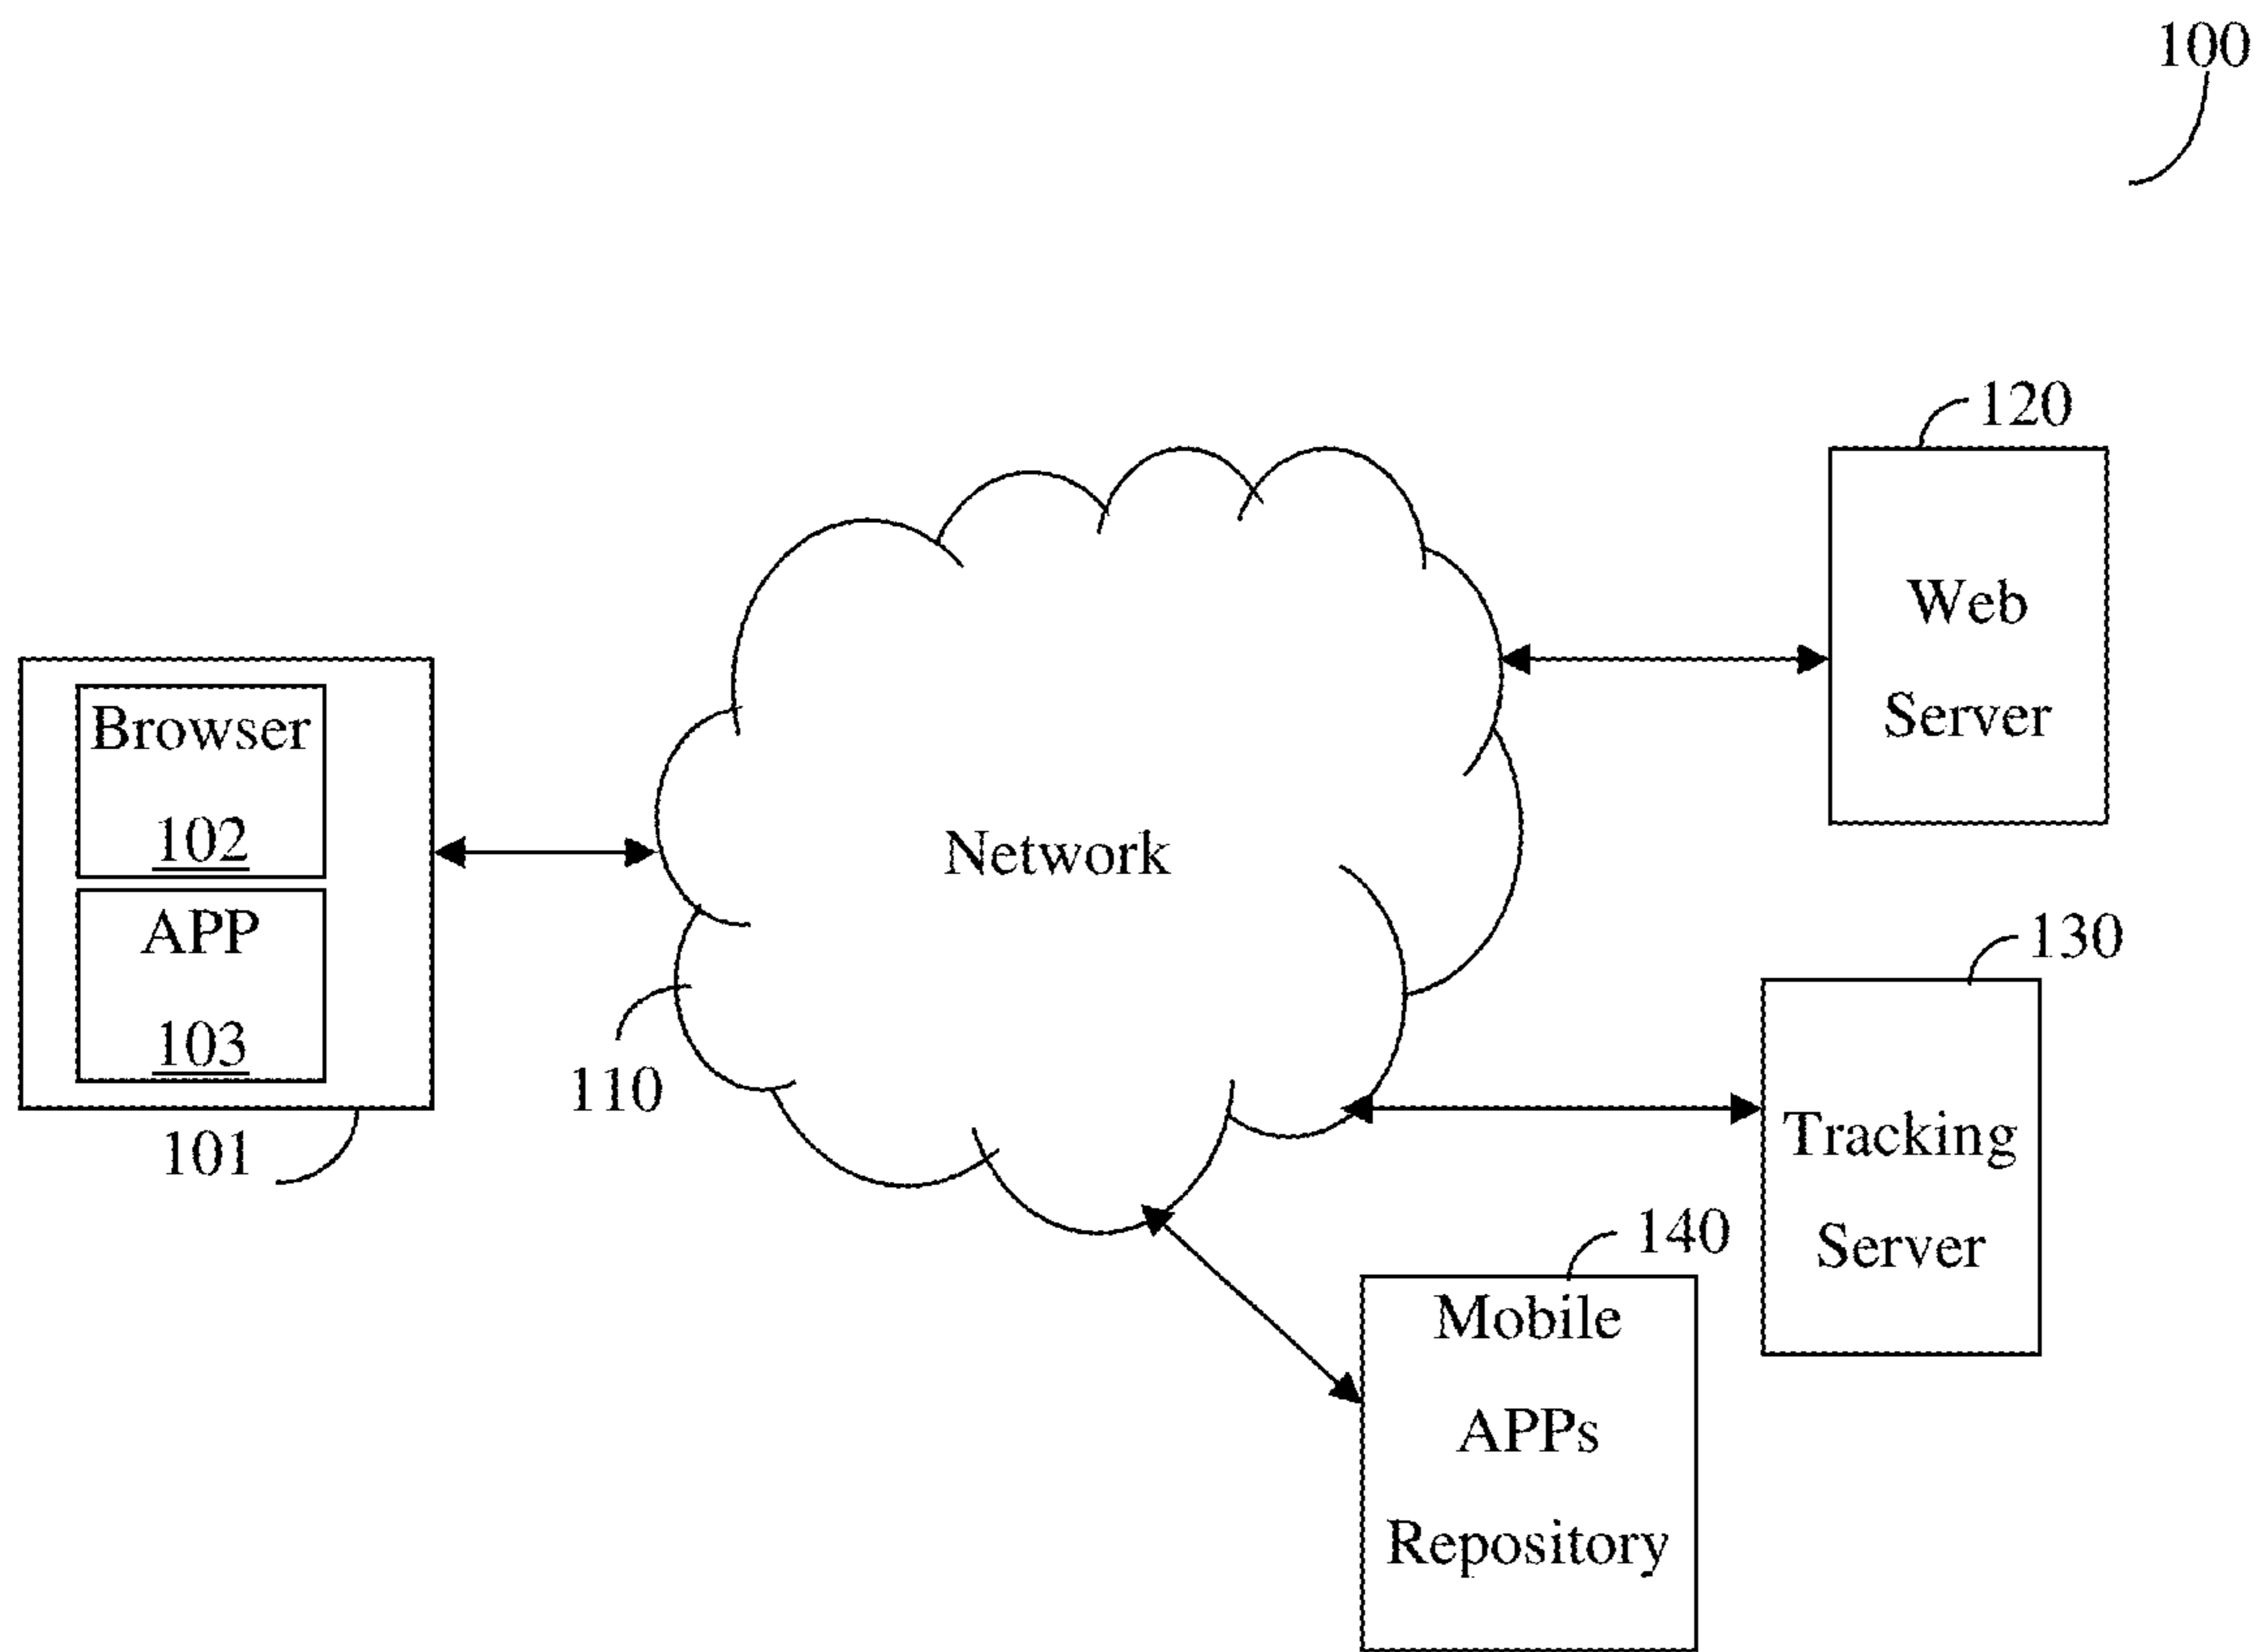 100
120
Web
Server
Browser
102
APP
103
101
Network
110
130
Tracking
Server
140
Mobile
APPs
Repository